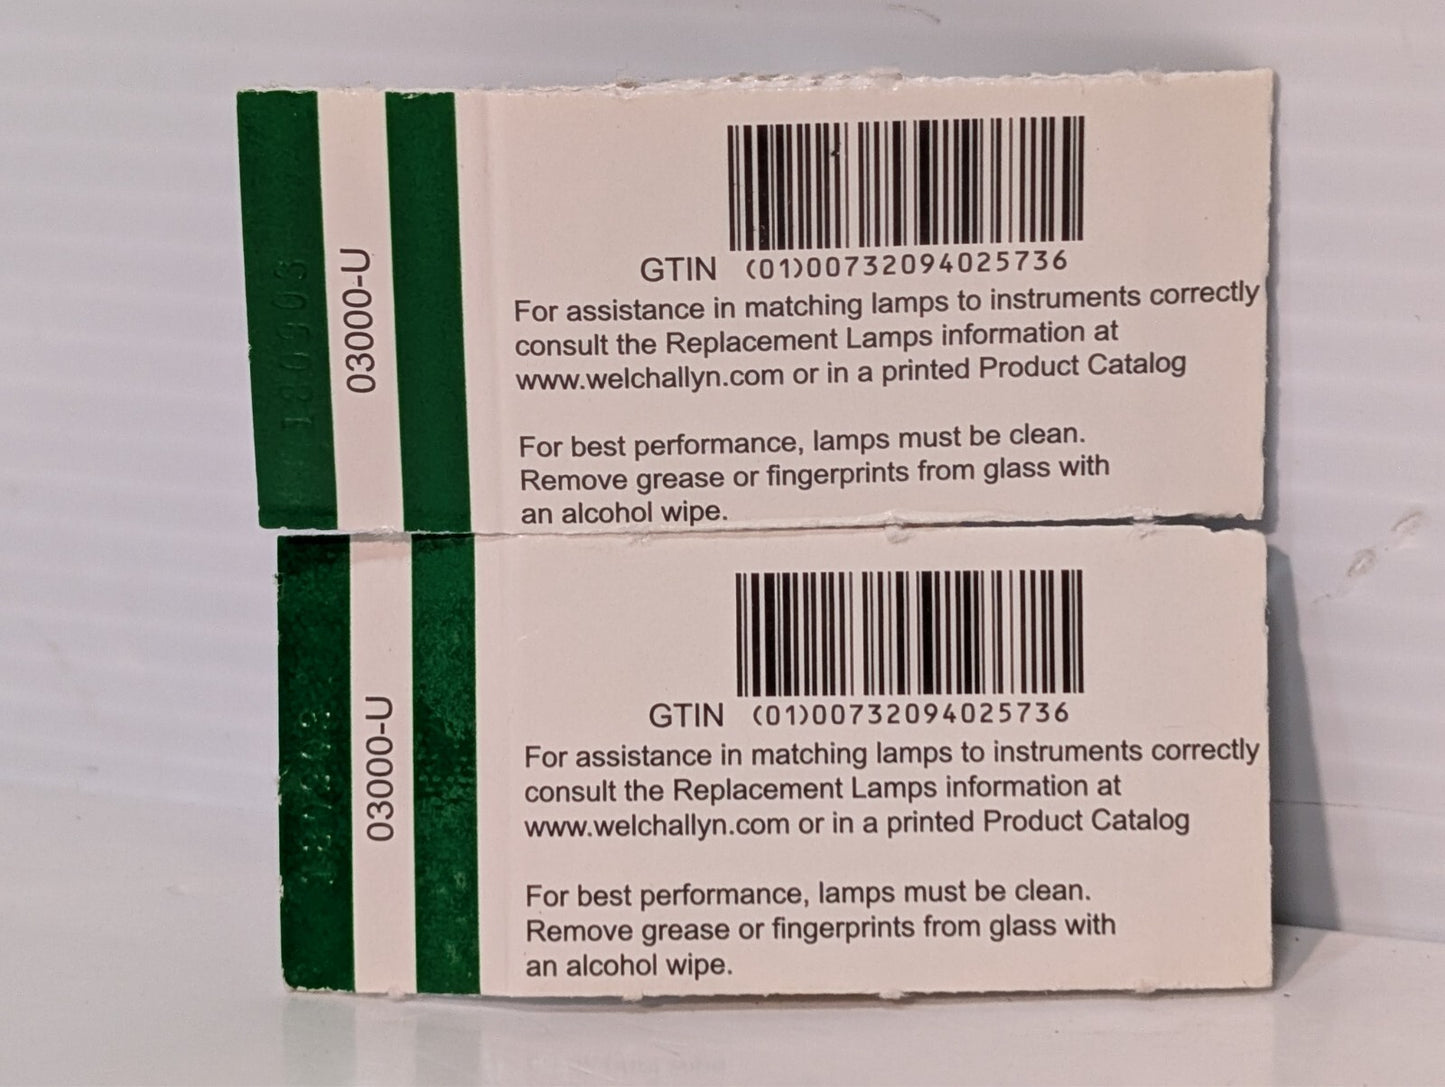 03000-U
GTIN (01)00732094025736
For assistance in matching lamps to instruments correctly
consult the Replacement Lamps information at
www.welchallyn.com or in a printed Product Catalog
For best performance, lamps must be clean.
Remove grease or fingerprints from glass with
an alcohol wipe.
03000-U
GTIN (01)00732094025736
For assistance in matching lamps to instruments correctly
consult the Replacement Lamps information at
www.welchallyn.com or in a printed Product Catalog
For best performance, lamps must be clean.
Remove grease or fingerprints from glass with
an alcohol wipe.